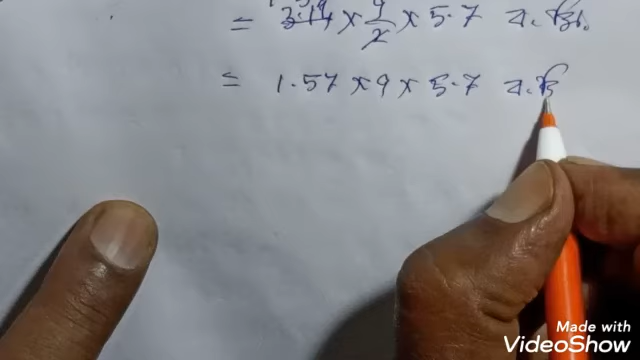 = 3.14 × 9/2 × 5.7 ব. মি.
= 1.57 × 9 × 5.7 ব. মি
Made with
VideoShow